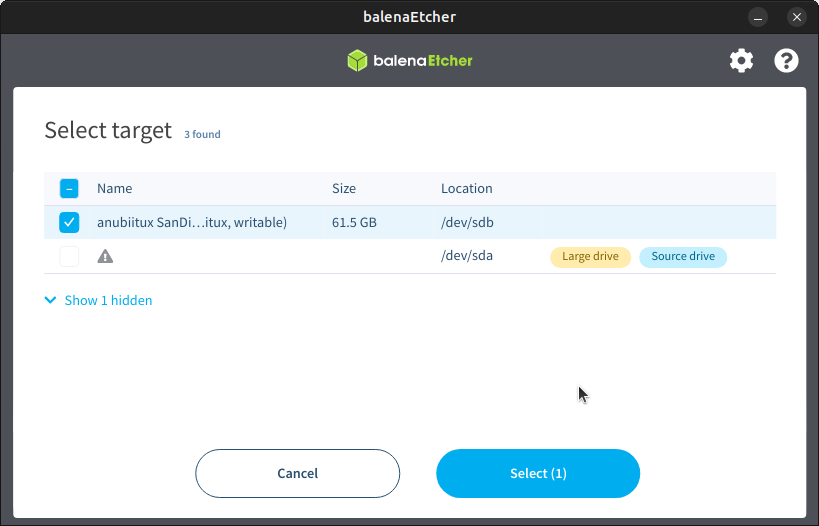 balenaEtcher
balenaEtcher
Select target 3 found
Name Size Location
anubiitux SanDi…itux, writable) 61.5 GB /dev/sdb
/dev/sda Large drive Source drive
Show 1 hidden
Cancel Select (1)